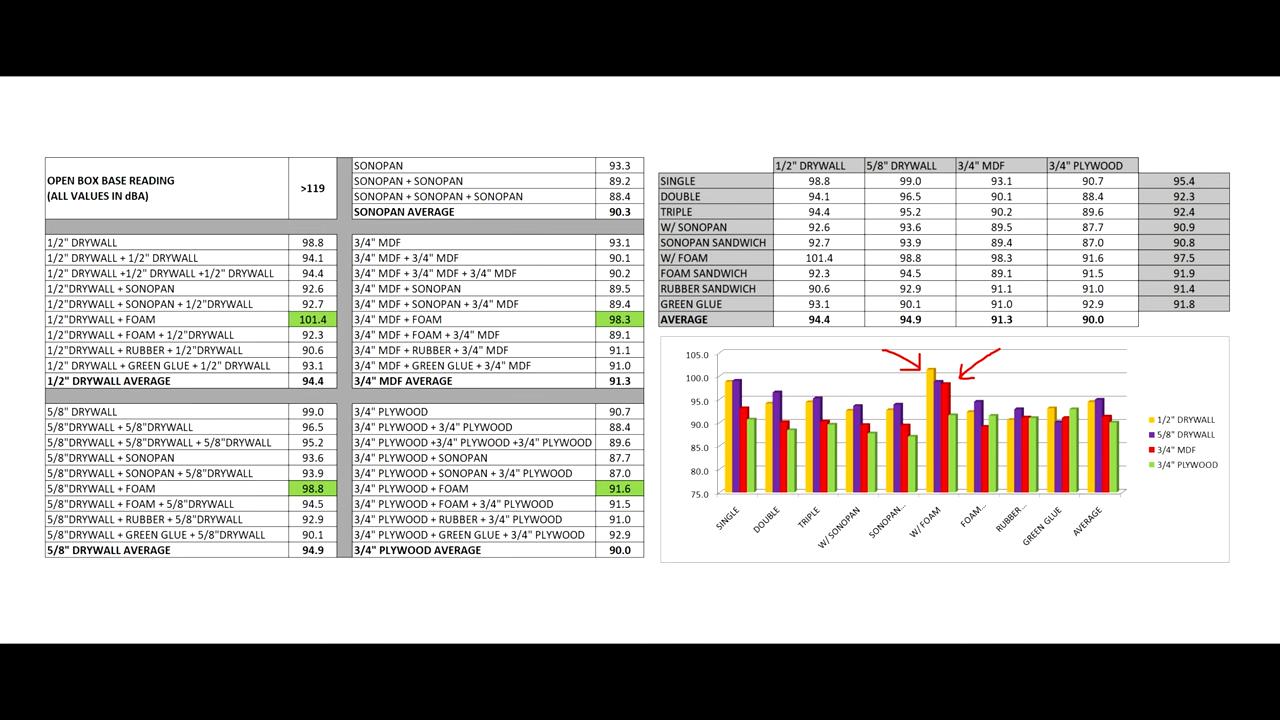 OPEN BOX BASE READING
(ALL VALUES IN dBA) >119
SONOPAN 93.3
SONOPAN + SONOPAN 89.2
SONOPAN + SONOPAN + SONOPAN 88.4
SONOPAN AVERAGE 90.3
1/2" DRYWALL 98.8
1/2" DRYWALL + 1/2" DRYWALL 94.1
1/2" DRYWALL +1/2" DRYWALL +1/2" DRYWALL 94.4
1/2"DRYWALL + SONOPAN 92.6
1/2"DRYWALL + SONOPAN + 1/2"DRYWALL 92.7
1/2"DRYWALL + FOAM 101.4
1/2"DRYWALL + FOAM + 1/2"DRYWALL 92.3
1/2"DRYWALL + RUBBER + 1/2"DRYWALL 90.6
1/2" DRYWALL + GREEN GLUE + 1/2" DRYWALL 93.1
1/2" DRYWALL AVERAGE 94.4
3/4" MDF 93.1
3/4" MDF + 3/4" MDF 90.1
3/4" MDF + 3/4" MDF + 3/4" MDF 90.2
3/4" MDF + SONOPAN 89.5
3/4" MDF + SONOPAN + 3/4" MDF 89.4
3/4" MDF + FOAM 98.3
3/4" MDF + FOAM + 3/4" MDF 89.1
3/4" MDF + RUBBER + 3/4" MDF 91.1
3/4" MDF + GREEN GLUE + 3/4" MDF 91.0
3/4" MDF AVERAGE 91.3
5/8" DRYWALL 99.0
5/8"DRYWALL + 5/8"DRYWALL 96.5
5/8"DRYWALL + 5/8"DRYWALL + 5/8"DRYWALL 95.2
5/8"DRYWALL + SONOPAN 93.6
5/8"DRYWALL + SONOPAN + 5/8"DRYWALL 93.9
5/8"DRYWALL + FOAM 98.8
5/8"DRYWALL + FOAM + 5/8"DRYWALL 94.5
5/8"DRYWALL + RUBBER + 5/8"DRYWALL 92.9
5/8"DRYWALL + GREEN GLUE + 5/8"DRYWALL 90.1
5/8" DRYWALL AVERAGE 94.9
3/4" PLYWOOD 90.7
3/4" PLYWOOD + 3/4" PLYWOOD 88.4
3/4" PLYWOOD +3/4" PLYWOOD +3/4" PLYWOOD 89.6
3/4" PLYWOOD + SONOPAN 87.7
3/4" PLYWOOD + SONOPAN + 3/4" PLYWOOD 87.0
3/4" PLYWOOD + FOAM 91.6
3/4" PLYWOOD + FOAM + 3/4" PLYWOOD 91.5
3/4" PLYWOOD + RUBBER + 3/4" PLYWOOD 91.0
3/4" PLYWOOD + GREEN GLUE + 3/4" PLYWOOD 92.9
3/4" PLYWOOD AVERAGE 90.0
1/2" DRYWALL 5/8" DRYWALL 3/4" MDF 3/4" PLYWOOD
SINGLE 98.8 99.0 93.1 90.7 95.4
DOUBLE 94.1 96.5 90.1 88.4 92.3
TRIPLE 94.4 95.2 90.2 89.6 92.4
W/ SONOPAN 92.6 93.6 89.5 87.7 90.9
SONOPAN SANDWICH 92.7 93.9 89.4 87.0 90.8
W/ FOAM 101.4 98.8 98.3 91.6 97.5
FOAM SANDWICH 92.3 94.5 89.1 91.5 91.9
RUBBER SANDWICH 90.6 92.9 91.1 91.0 91.4
GREEN GLUE 93.1 90.1 91.0 92.9 91.8
AVERAGE 94.4 94.9 91.3 90.0
105.0
100.0
95.0
90.0
85.0
80.0
75.0
SINGLE
DOUBLE
TRIPLE
W/ SONOPAN
SONOPAN...
W/ FOAM
FOAM...
RUBBER...
GREEN GLUE
AVERAGE
1/2" DRYWALL
5/8" DRYWALL
3/4" MDF
3/4" PLYWOOD